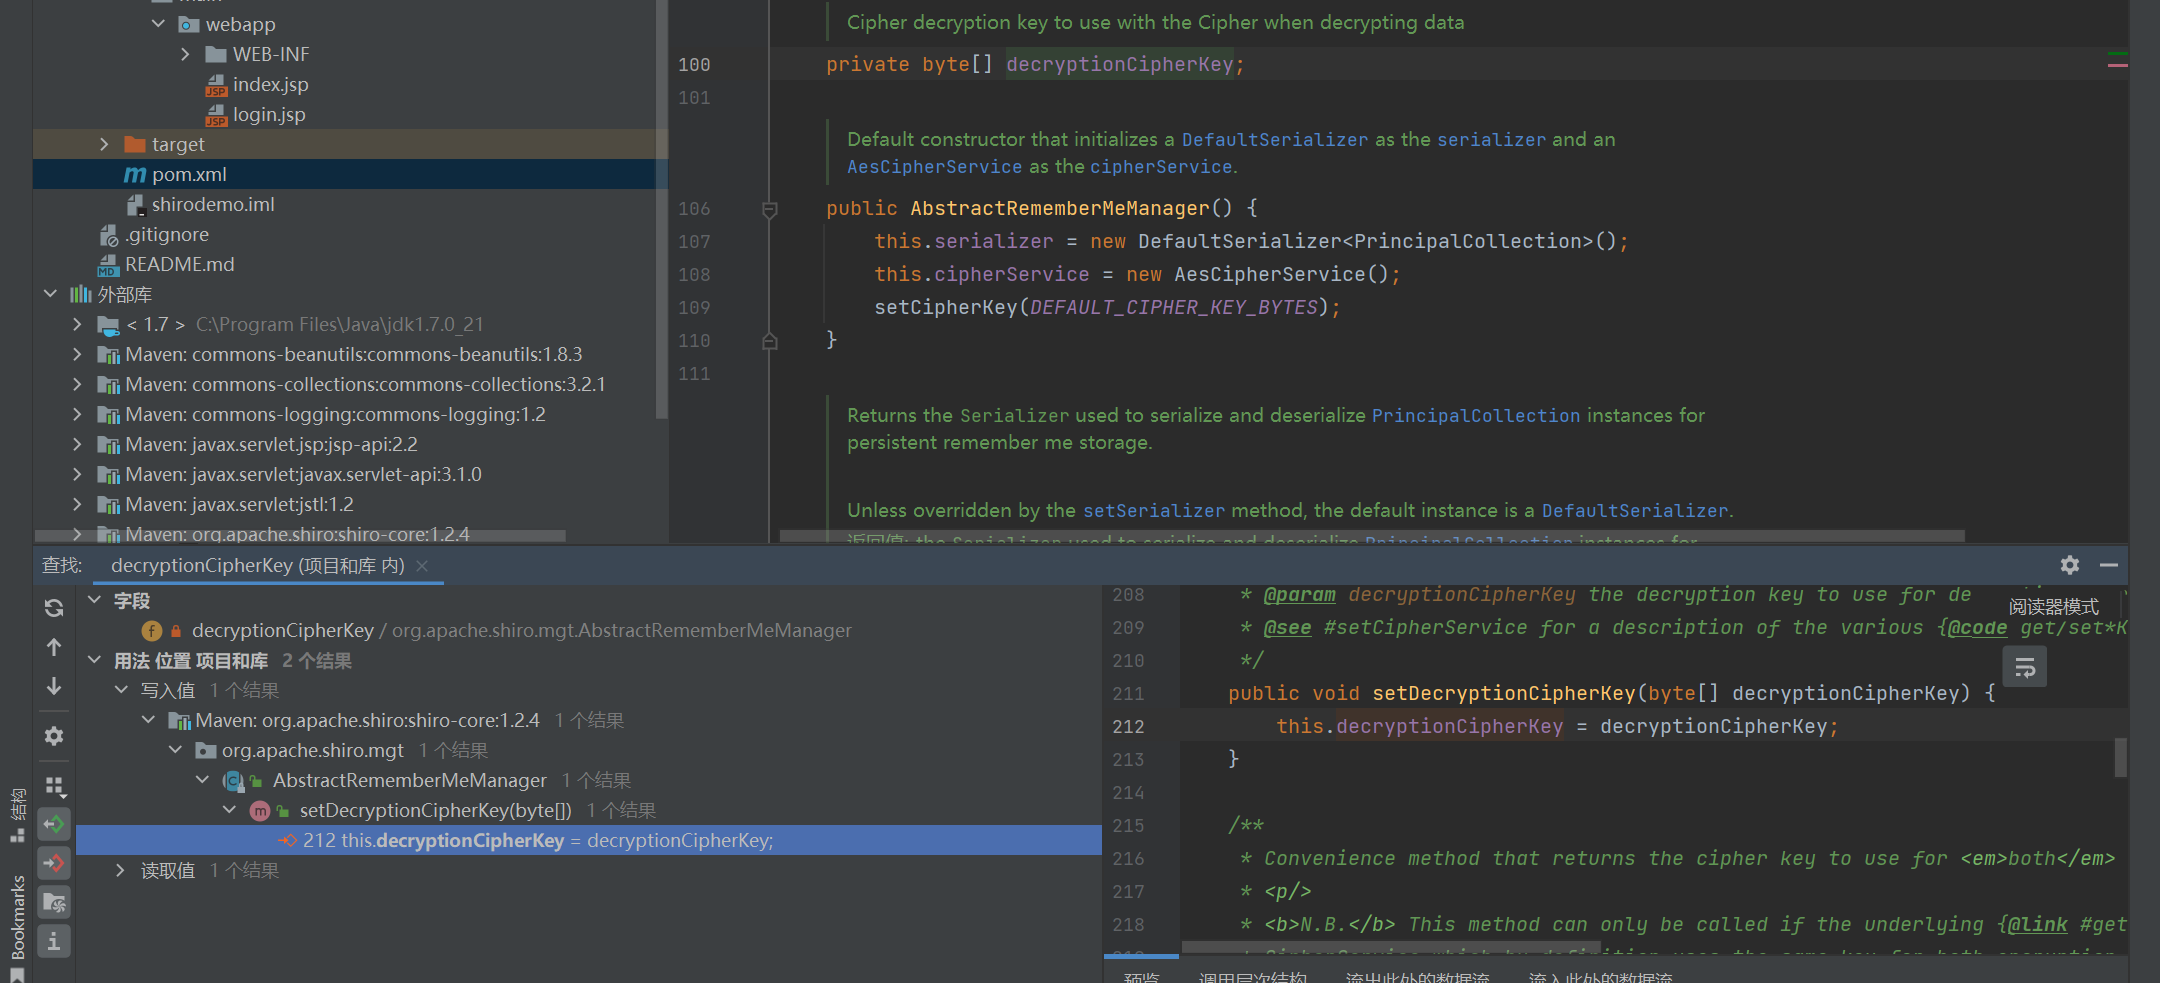 webapp
WEB-INF
index.jsp
login.jsp
target
pom.xml
shirodemo.iml
.gitignore
README.md
外部库
< 1.7 > C:\Program Files\Java\jdk1.7.0_21
Maven: commons-beanutils:commons-beanutils:1.8.3
Maven: commons-collections:commons-collections:3.2.1
Maven: commons-logging:commons-logging:1.2
Maven: javax.servlet.jsp:jsp-api:2.2
Maven: javax.servlet:javax.servlet-api:3.1.0
Maven: javax.servlet:jstl:1.2
Maven: org.apache.shiro:shiro-core:1.2.4
Cipher decryption key to use with the Cipher when decrypting data
100 private byte[] decryptionCipherKey;
101
Default constructor that initializes a DefaultSerializer as the serializer and an
AesCipherService as the cipherService.
106 public AbstractRememberMeManager() {
107 this.serializer = new DefaultSerializer<PrincipalCollection>();
108 this.cipherService = new AesCipherService();
109 setCipherKey(DEFAULT_CIPHER_KEY_BYTES);
110 }
111
Returns the Serializer used to serialize and deserialize PrincipalCollection instances for
persistent remember me storage.
Unless overridden by the setSerializer method, the default instance is a DefaultSerializer.
返回值: the Serializer used to serialize and deserialize PrincipalCollection instances for
查找: decryptionCipherKey (项目和库 内)
字段
decryptionCipherKey / org.apache.shiro.mgt.AbstractRememberMeManager
用法 位置 项目和库 2 个结果
写入值 1 个结果
Maven: org.apache.shiro:shiro-core:1.2.4 1 个结果
org.apache.shiro.mgt 1 个结果
AbstractRememberMeManager 1 个结果
setDecryptionCipherKey(byte[]) 1 个结果
212 this.decryptionCipherKey = decryptionCipherKey;
读取值 1 个结果
208 * @param decryptionCipherKey the decryption key to use for de
阅读器模式
209 * @see #setCipherService for a description of the various {@code get/set*K
210 */
211 public void setDecryptionCipherKey(byte[] decryptionCipherKey) {
212 this.decryptionCipherKey = decryptionCipherKey;
213 }
214
215 /**
216 * Convenience method that returns the cipher key to use for <em>both</em>
217 * <p/>
218 * <b>N.B.</b> This method can only be called if the underlying {@link #get
预览 调用层次结构 流出此处的数据流 流入此处的数据流
结构
Bookmarks